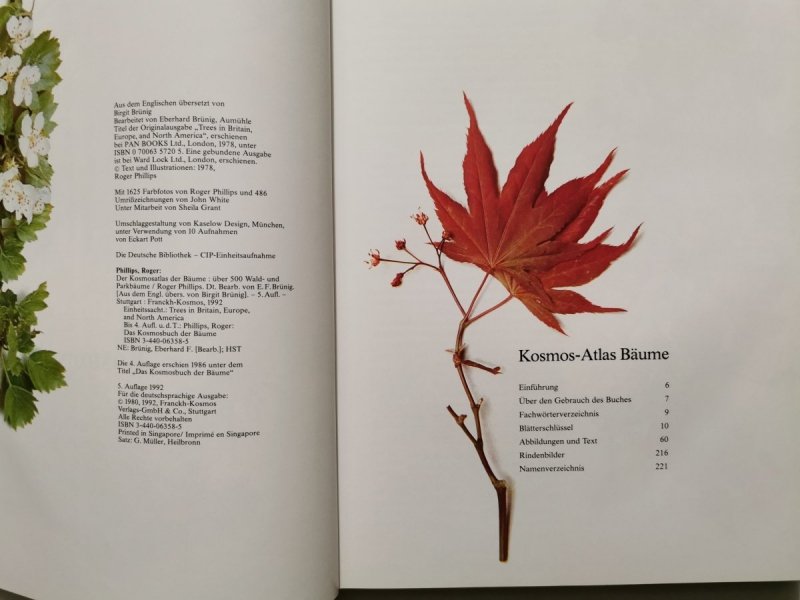 Aus dem Englischen übersetzt von
Birgit Brünig
Bearbeitet von Eberhard Brünig, Aumühle
Titel der Originalausgabe „Trees in Britain,
Europe, and North America“, erschienen
bei PAN BOOKS Ltd., London, 1978, unter
ISBN 0 70063 5720 5. Eine gebundene Ausgabe
ist bei Ward Lock Ltd., London, erschienen.
© Text und Illustrationen: 1978,
Roger Phillips
Mit 1625 Farbfotos von Roger Phillips und 486
Umrißzeichnungen von John White
Unter Mitarbeit von Sheila Grant
Umschlaggestaltung von Kaselow Design, München,
unter Verwendung von 10 Aufnahmen
von Eckart Pott
Die Deutsche Bibliothek – CIP-Einheitsaufnahme
Phillips, Roger:
Der Kosmosatlas der Bäume : über 500 Wald- und
Parkbäume / Roger Phillips. Dt. Bearb. von E. F. Brünig.
[Aus dem Engl. übers. von Birgit Brünig]. – 5. Aufl. –
Stuttgart : Franckh-Kosmos, 1992
Einheitssacht.: Trees in Britain, Europe,
and North America
Bis 4. Aufl. u. d. T.: Phillips, Roger:
Das Kosmosbuch der Bäume
ISBN 3-440-06358-5
NE: Brünig, Eberhard F. [Bearb.]; HST
Die 4. Auflage erschien 1986 unter dem
Titel „Das Kosmosbuch der Bäume“
5. Auflage 1992
Für die deutschsprachige Ausgabe:
© 1980, 1992, Franckh-Kosmos
Verlags-GmbH & Co., Stuttgart
Alle Rechte vorbehalten
ISBN 3-440-06358-5
Printed in Singapore/ Imprimé en Singapore
Satz: G. Müller, Heilbronn
Kosmos-Atlas Bäume
Einführung 6
Über den Gebrauch des Buches 7
Fachwörterverzeichnis 9
Blätterschlüssel 10
Abbildungen und Text 60
Rindenbilder 216
Namenverzeichnis 221